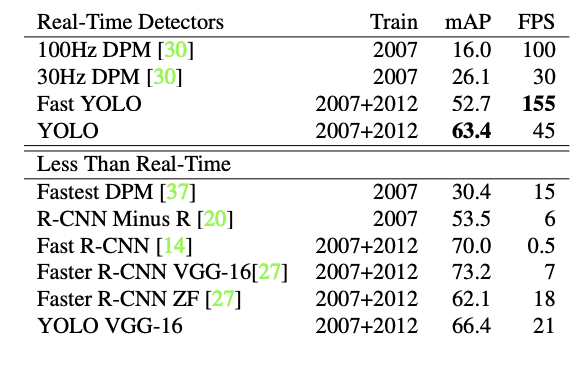 Real-Time Detectors Train mAP FPS
100Hz DPM [30] 2007 16.0 100
30Hz DPM [30] 2007 26.1 30
Fast YOLO 2007+2012 52.7 155
YOLO 2007+2012 63.4 45
Less Than Real-Time
Fastest DPM [37] 2007 30.4 15
R-CNN Minus R [20] 2007 53.5 6
Fast R-CNN [14] 2007+2012 70.0 0.5
Faster R-CNN VGG-16[27] 2007+2012 73.2 7
Faster R-CNN ZF [27] 2007+2012 62.1 18
YOLO VGG-16 2007+2012 66.4 21